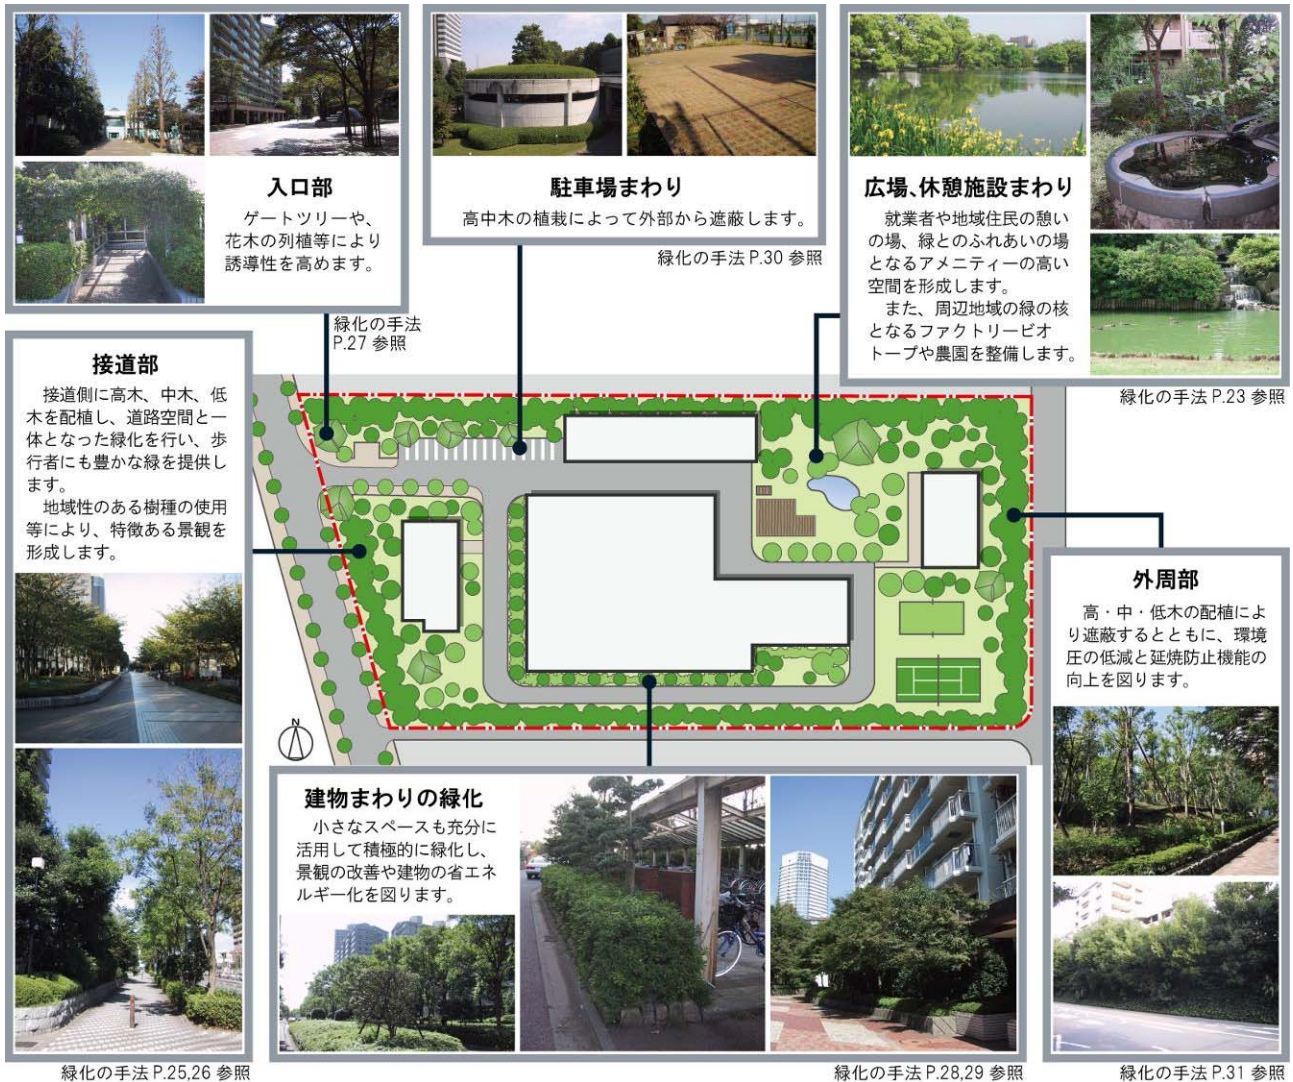 入口部
ゲートツリーや、
花木の列植等により
誘導性を高めます。
緑化の手法
P.27 参照
駐車場まわり
高中木の植栽によって外部から遮蔽します。
緑化の手法 P.30 参照
広場、休憩施設まわり
就業者や地域住民の憩い
の場、緑とのふれあいの場
となるアメニティーの高い
空間を形成します。
また、周辺地域の緑の核
となるファクトリービオ
トープや農園を整備します。
緑化の手法 P.23 参照
接道部
接道側に高木、中木、低
木を配植し、道路空間と一
体となった緑化を行い、歩
行者にも豊かな緑を提供し
ます。
地域性のある樹種の使用
等により、特徴ある景観を
形成します。
緑化の手法 P.25,26 参照
N
建物まわりの緑化
小さなスペースも充分に
活用して積極的に緑化し、
景観の改善や建物の省エネ
ルギー化を図ります。
緑化の手法 P.28,29 参照
外周部
高・中・低木の配植によ
り遮蔽するとともに、環境
圧の低減と延焼防止機能の
向上を図ります。
緑化の手法 P.31 参照